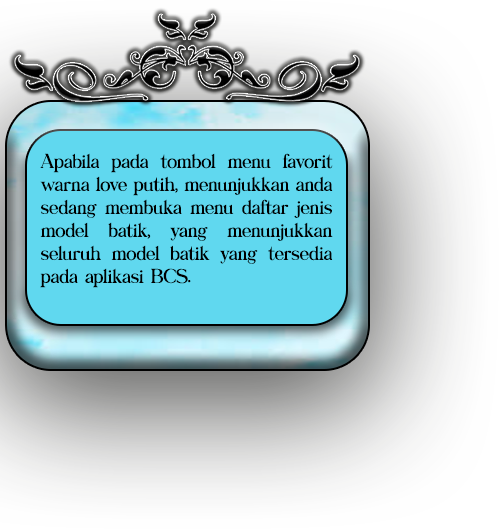 Apabila pada tombol menu favorit
warna love putih, menunjukkan anda
sedang membuka menu daftar jenis
model batik, yang menunjukkan
seluruh model batik yang tersedia
pada aplikasi BCS.